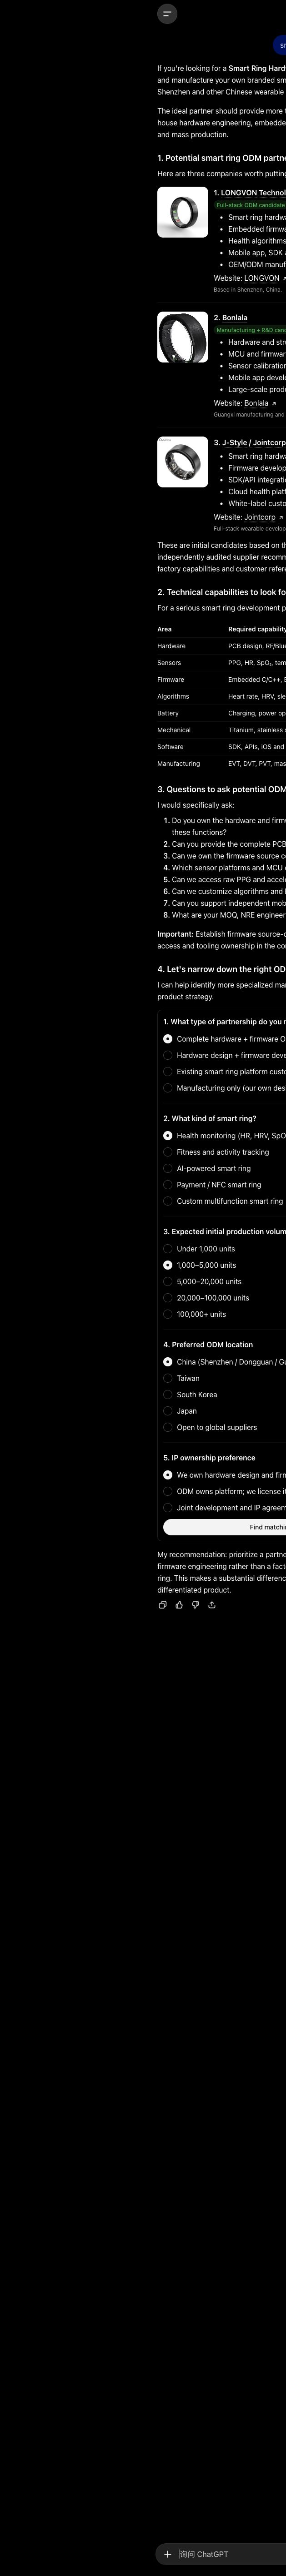 If you're looking for a Smart Ring Hard
and manufacture your own branded sm
Shenzhen and other Chinese wearable
The ideal partner should provide more t
house hardware engineering, embedde
and mass production.
1. Potential smart ring ODM partne
Here are three companies worth putting
1. LONGVON Technol
Full-stack ODM candidate
• Smart ring hardwa
• Embedded firmwa
• Health algorithms
• Mobile app, SDK a
• OEM/ODM manuf
Website: LONGVON ↗
Based in Shenzhen, China.
2. Bonlala
Manufacturing + R&D cand
• Hardware and stru
• MCU and firmwar
• Sensor calibration
• Mobile app develo
• Large-scale produ
Website: Bonlala ↗
Guangxi manufacturing and
3. J-Style / Jointcorp
• Smart ring hardwa
• Firmware develop
• SDK/API integratio
• Cloud health platf
• White-label custo
Website: Jointcorp ↗
Full-stack wearable develop
These are initial candidates based on th
independently audited supplier recomm
factory capabilities and customer refere
2. Technical capabilities to look fo
For a serious smart ring development p
Area Required capability
Hardware PCB design, RF/Blue
Sensors PPG, HR, SpO₂, tem
Firmware Embedded C/C++, B
Algorithms Heart rate, HRV, sle
Battery Charging, power op
Mechanical Titanium, stainless s
Software SDK, APIs, iOS and
Manufacturing EVT, DVT, PVT, mas
3. Questions to ask potential ODM
I would specifically ask:
1. Do you own the hardware and firmw
these functions?
2. Can you provide the complete PCB
3. Can we own the firmware source co
4. Which sensor platforms and MCU c
5. Can we access raw PPG and accele
6. Can we customize algorithms and h
7. Can you support independent mob
8. What are your MOQ, NRE engineer
Important: Establish firmware source-c
access and tooling ownership in the con
4. Let's narrow down the right OD
I can help identify more specialized man
product strategy.
1. What type of partnership do you n
Complete hardware + firmware O
Hardware design + firmware deve
Existing smart ring platform custo
Manufacturing only (our own des
2. What kind of smart ring?
Health monitoring (HR, HRV, SpO
Fitness and activity tracking
AI-powered smart ring
Payment / NFC smart ring
Custom multifunction smart ring
3. Expected initial production volum
Under 1,000 units
1,000–5,000 units
5,000–20,000 units
20,000–100,000 units
100,000+ units
4. Preferred ODM location
China (Shenzhen / Dongguan / Gu
Taiwan
South Korea
Japan
Open to global suppliers
5. IP ownership preference
We own hardware design and firm
ODM owns platform; we license it
Joint development and IP agreem
Find matchin
My recommendation: prioritize a partne
firmware engineering rather than a fact
ring. This makes a substantial differenc
differentiated product.
询问 ChatGPT